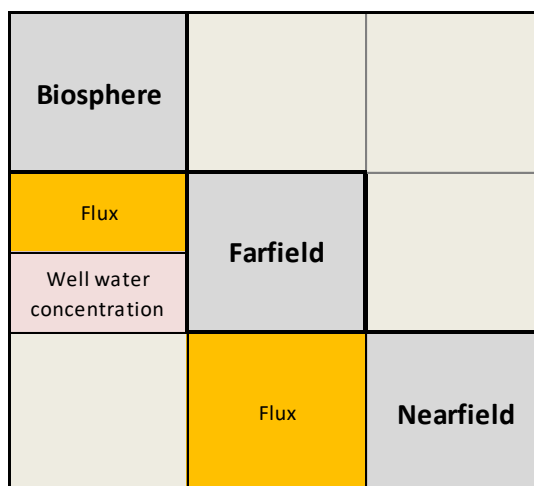 Biosphere
Flux
Well water
concentration
Farfield
Flux
Nearfield